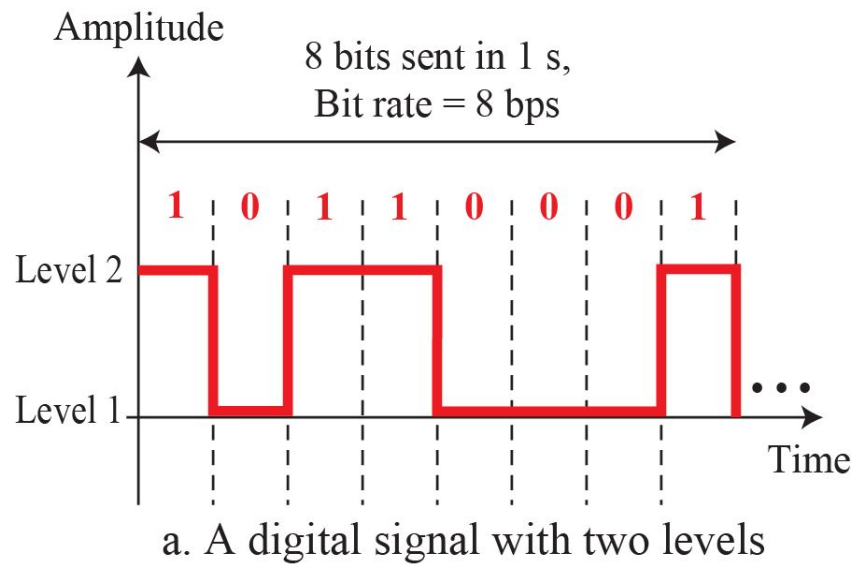 Amplitude
8 bits sent in 1 s,
Bit rate = 8 bps
1 0 1 1 0 0 0 1
Level 2
Level 1
...
Time
a. A digital signal with two levels